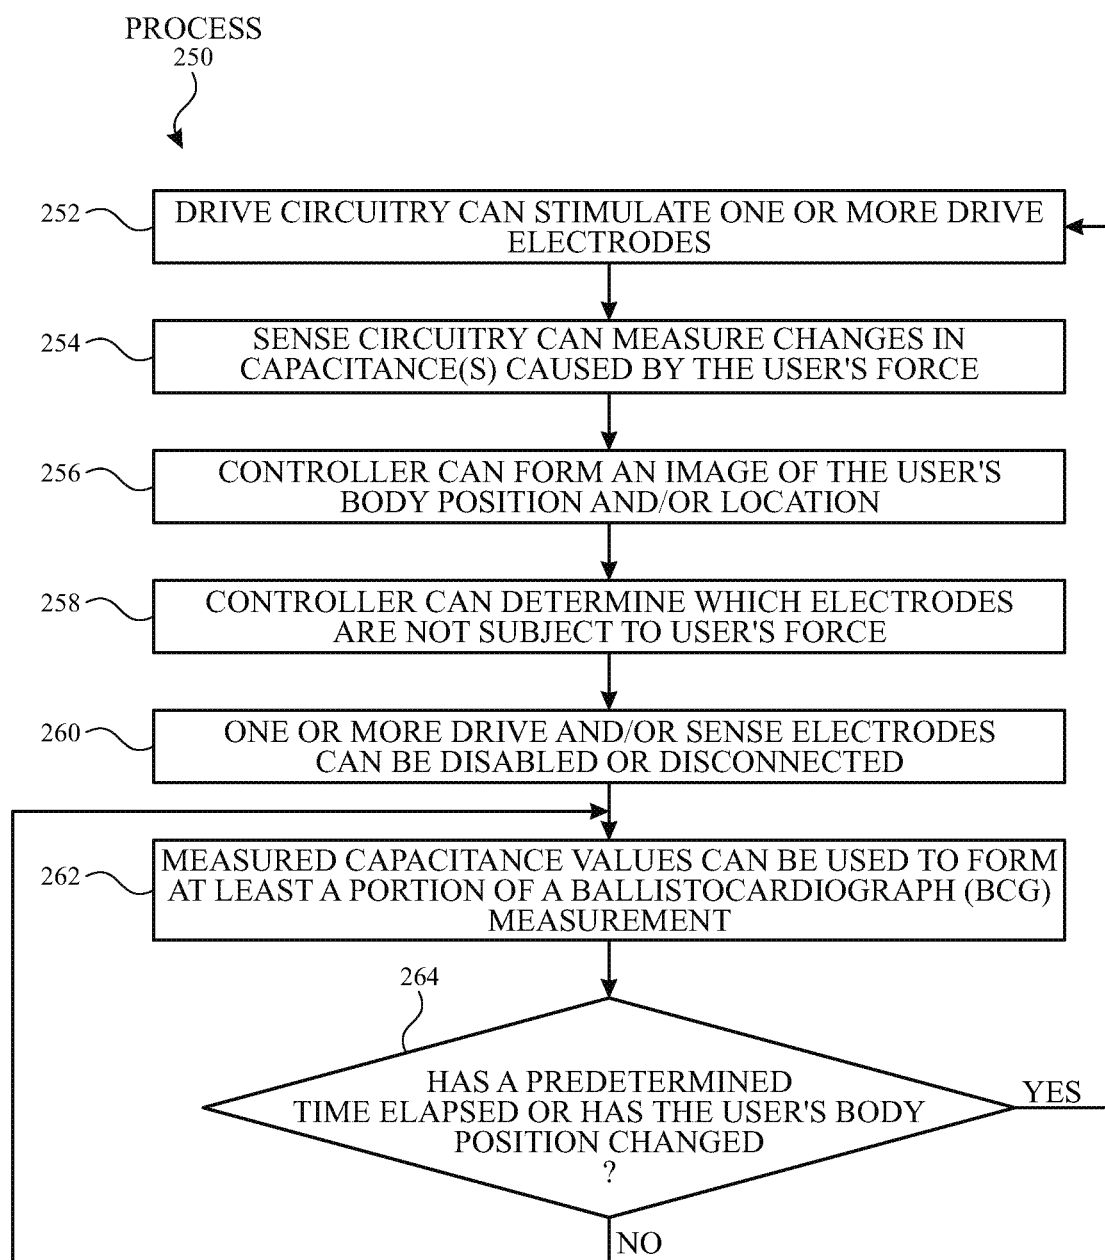 PROCESS
250
252
DRIVE CIRCUITRY CAN STIMULATE ONE OR MORE DRIVE
ELECTRODES
254
SENSE CIRCUITRY CAN MEASURE CHANGES IN
CAPACITANCE(S) CAUSED BY THE USER'S FORCE
256
CONTROLLER CAN FORM AN IMAGE OF THE USER'S
BODY POSITION AND/OR LOCATION
258
CONTROLLER CAN DETERMINE WHICH ELECTRODES
ARE NOT SUBJECT TO USER'S FORCE
260
ONE OR MORE DRIVE AND/OR SENSE ELECTRODES
CAN BE DISABLED OR DISCONNECTED
262
MEASURED CAPACITANCE VALUES CAN BE USED TO FORM
AT LEAST A PORTION OF A BALLISTOCARDIOGRAPH (BCG)
MEASUREMENT
264
HAS A PREDETERMINED
TIME ELAPSED OR HAS THE USER'S BODY
POSITION CHANGED
?
YES
NO